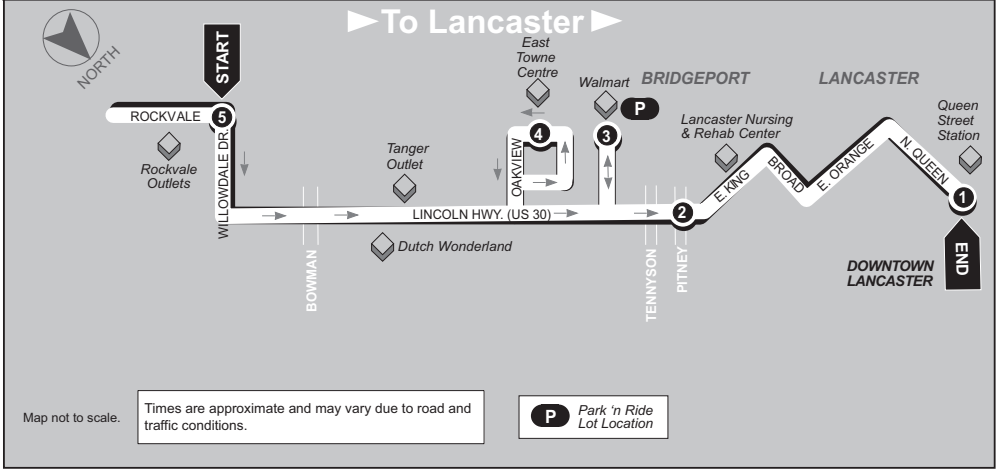 To Lancaster
NORTH
START
East
Towne
Centre
Walmart
P
BRIDGEPORT
LANCASTER
Queen
Street
Station
ROCKVALE
5
Rockvale
Outlets
WILLOWDALE DR.
Tanger
Outlet
OAKVIEW
4
3
Lancaster Nursing
& Rehab Center
E. KING
BROAD
E. ORANGE
N. QUEEN
1
LINCOLN HWY. (US 30)
2
Dutch Wonderland
BOWMAN
TENNYSON
PITNEY
DOWNTOWN
LANCASTER
END
Map not to scale.
Times are approximate and may vary due to road and
traffic conditions.
P
Park ‘n Ride
Lot Location